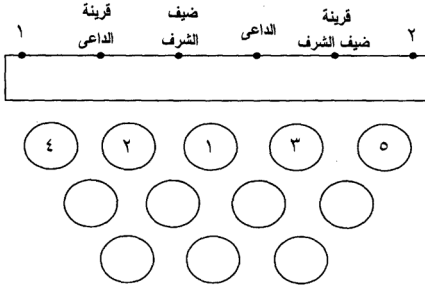 ٢
قرينة
ضيف الشرف
الداعى
ضيف
الشرف
قرينة
الداعى
١
٥ ٣ ١ ٢ ٤